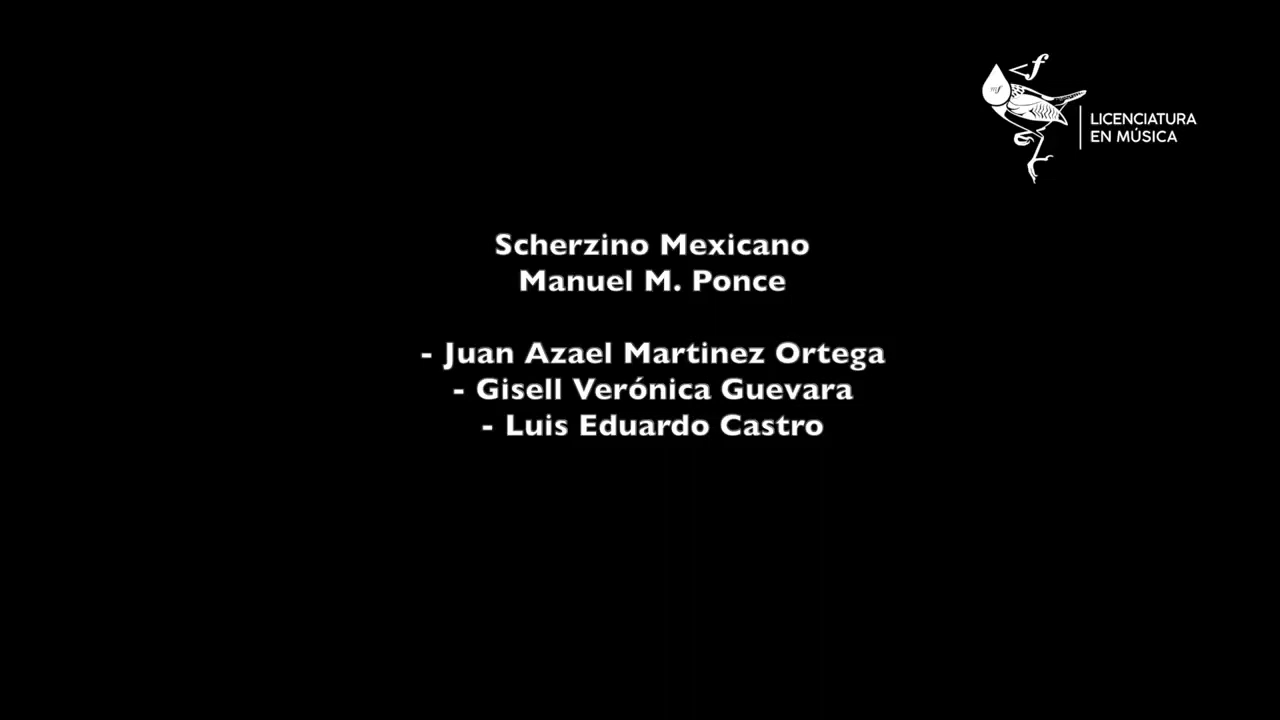 LICENCIATURA
EN MÚSICA
Scherzino Mexicano
Manuel M. Ponce
- Juan Azael Martinez Ortega
- Gisell Verónica Guevara
- Luis Eduardo Castro